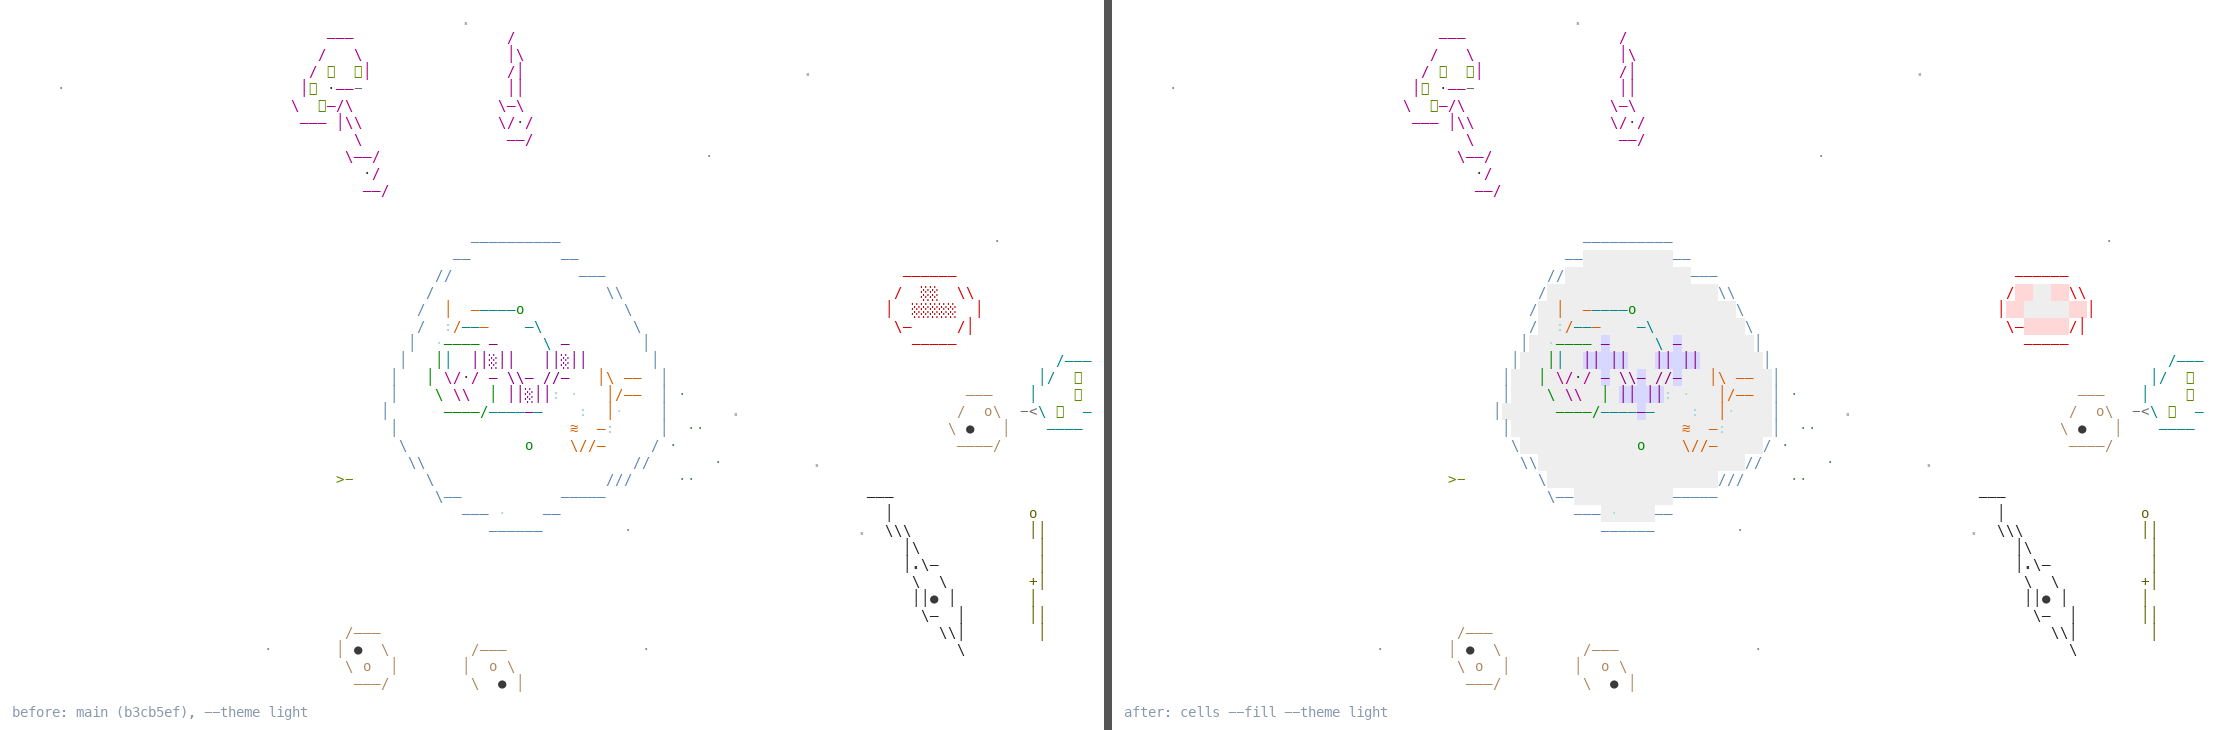 before: main (b3cb5ef), ——theme light
after: cells ——fill ——theme light